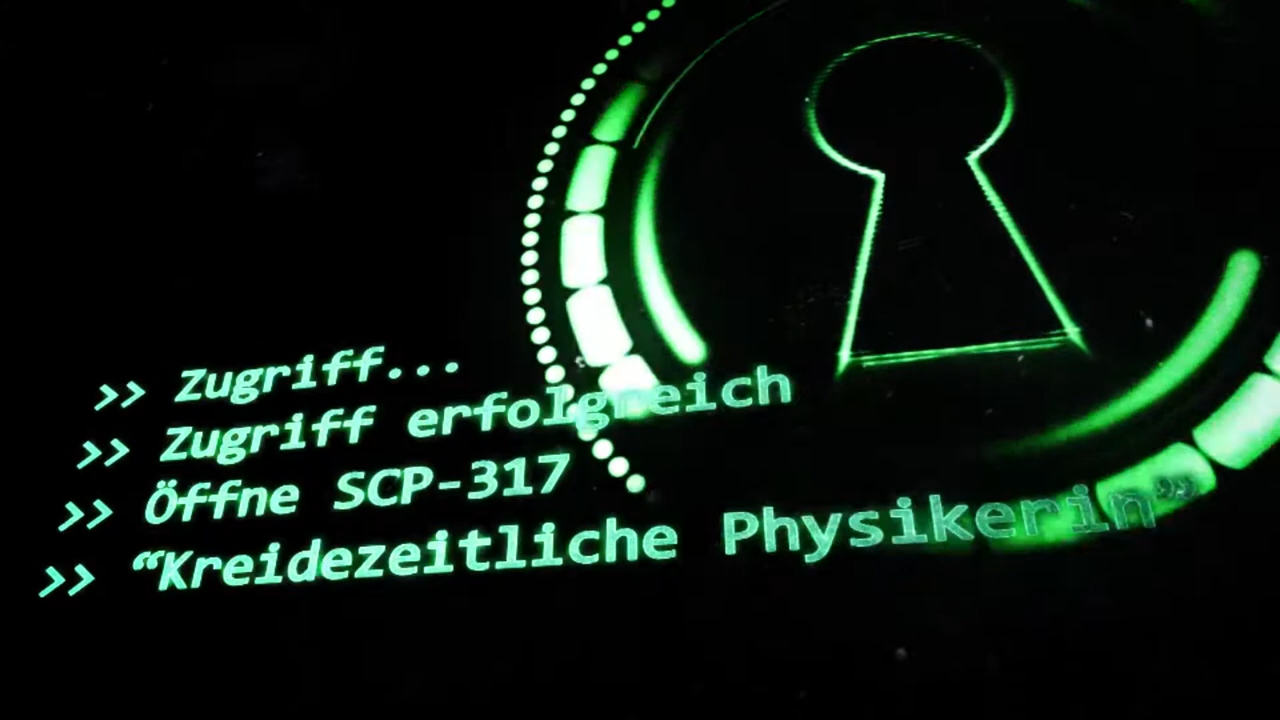 >> Zugriff...
>> Zugriff erfolgreich
>> Öffne SCP-317
>> “Kreidezeitliche Physikerin”